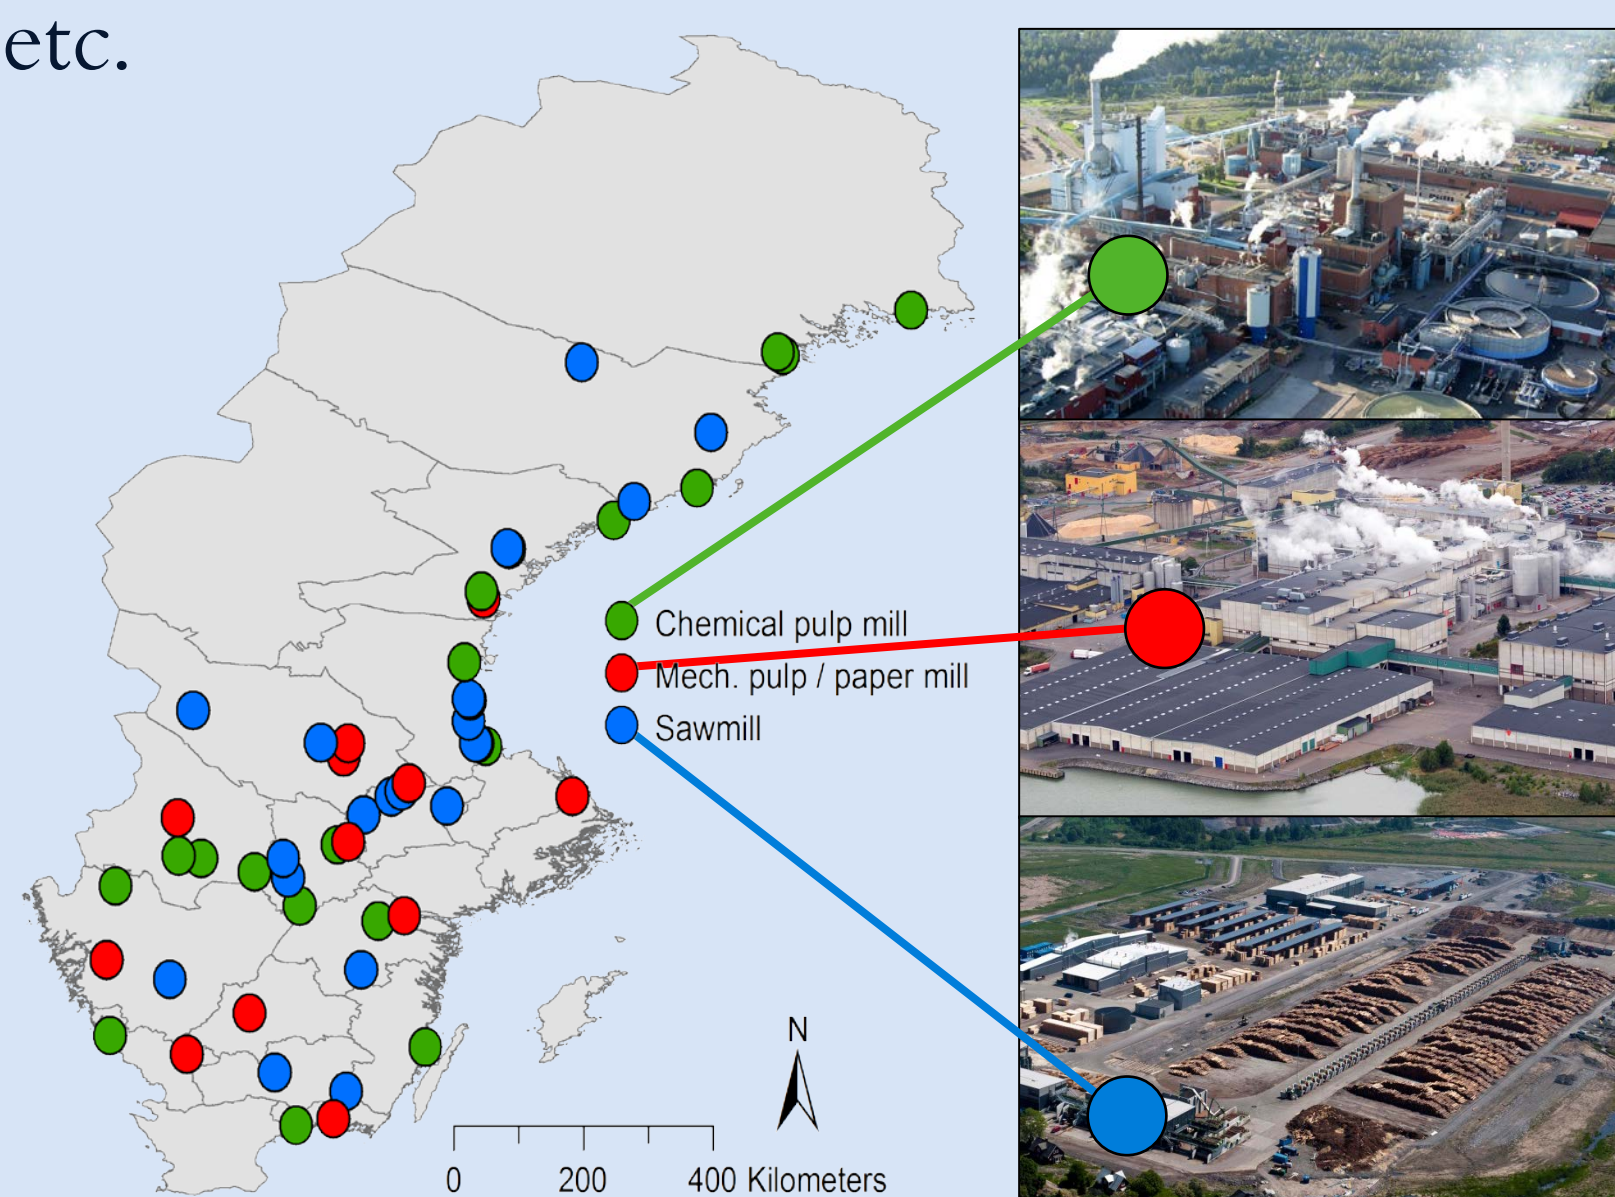 etc.
Chemical pulp mill
Mech. pulp / paper mill
Sawmill
N
0 200 400 Kilometers